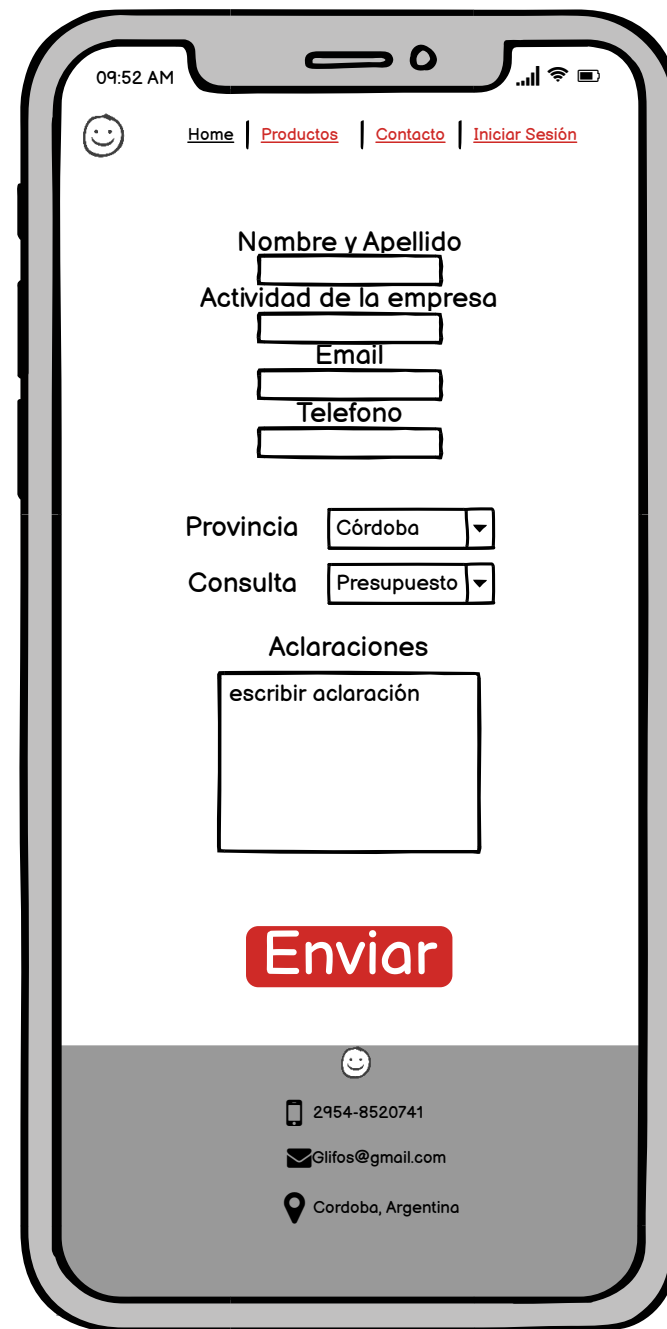 09:52 AM
Home Productos Contacto Iniciar Sesión
Nombre y Apellido
Actividad de la empresa
Email
Telefono
Provincia Córdoba
Consulta Presupuesto
Aclaraciones
escribir aclaración
Enviar
2954-8520741
Glifos@gmail.com
Cordoba, Argentina